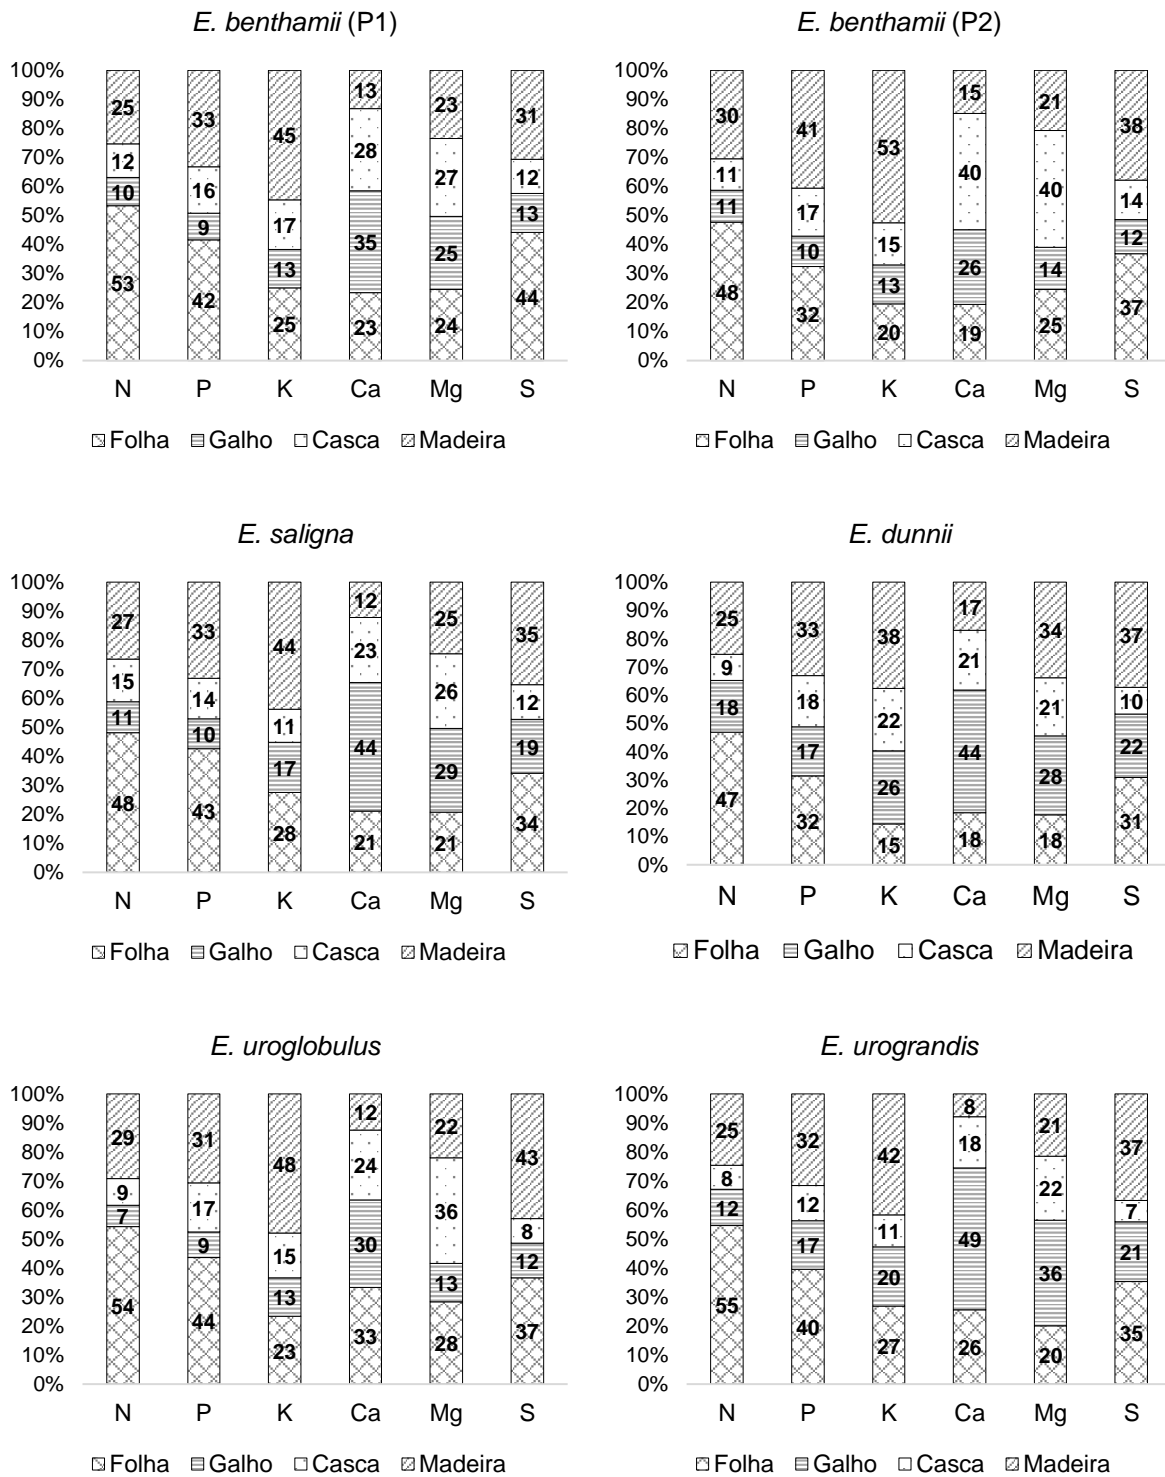 E. benthamii (P1)
100%
90%
80%
70%
60%
50%
40%
30%
20%
10%
0%
25 33 45 13 23 31
12 16 17 28 27 12
10 9 13 35 25 13
53 42 25 23 24 44
N P K Ca Mg S
Folha Galho Casca Madeira
E. benthamii (P2)
100%
90%
80%
70%
60%
50%
40%
30%
20%
10%
0%
30 41 53 15 21 38
11 17 15 40 40 14
11 10 13 26 14 12
48 32 20 19 25 37
N P K Ca Mg S
Folha Galho Casca Madeira
E. saligna
100%
90%
80%
70%
60%
50%
40%
30%
20%
10%
0%
27 33 44 12 25 35
15 14 11 23 26 12
11 10 17 44 29 19
48 43 28 21 21 34
N P K Ca Mg S
Folha Galho Casca Madeira
E. dunnii
100%
90%
80%
70%
60%
50%
40%
30%
20%
10%
0%
25 33 38 17 34 37
9 18 22 21 21 10
18 17 26 44 28 22
47 32 15 18 18 31
N P K Ca Mg S
Folha Galho Casca Madeira
E. uroglobulus
100%
90%
80%
70%
60%
50%
40%
30%
20%
10%
0%
29 31 48 12 22 43
9 17 15 24 36 8
7 9 13 30 13 12
54 44 23 33 28 37
N P K Ca Mg S
Folha Galho Casca Madeira
E. urograndis
100%
90%
80%
70%
60%
50%
40%
30%
20%
10%
0%
25 32 42 8 21 37
8 12 11 18 22 7
12 17 20 49 36 21
55 40 27 26 20 35
N P K Ca Mg S
Folha Galho Casca Madeira